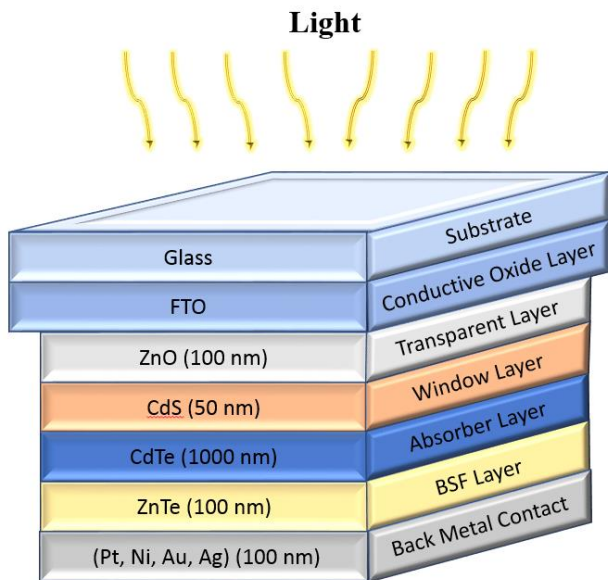 Light
Glass
Substrate
FTO
Conductive Oxide Layer
ZnO (100 nm)
Transparent Layer
CdS (50 nm)
Window Layer
CdTe (1000 nm)
Absorber Layer
ZnTe (100 nm)
BSF Layer
(Pt, Ni, Au, Ag) (100 nm)
Back Metal Contact